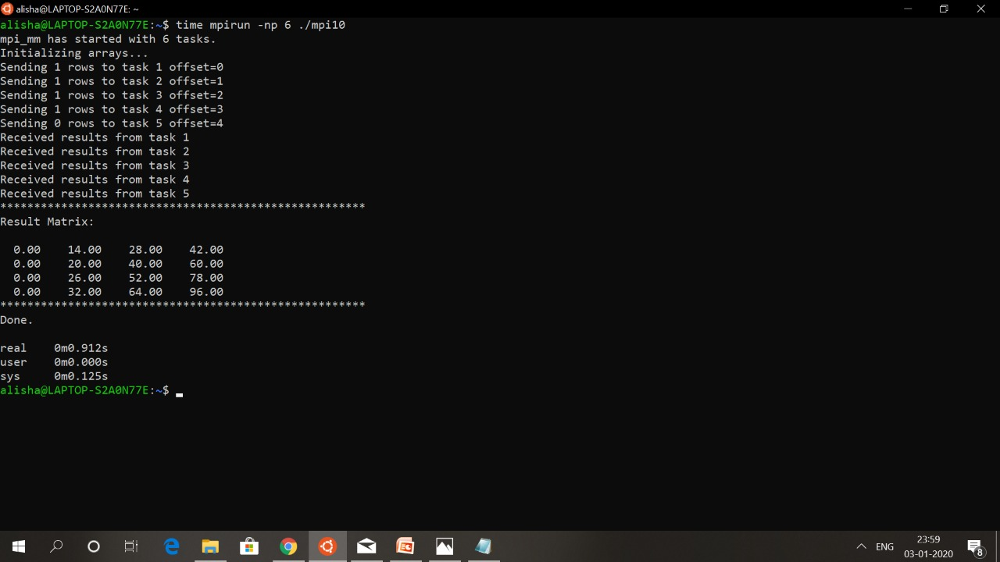 alisha@LAPTOP-S2A0N77E: ~
alisha@LAPTOP-S2A0N77E:~$ time mpirun -np 6 ./mpi10
mpi_mm has started with 6 tasks.
Initializing arrays...
Sending 1 rows to task 1 offset=0
Sending 1 rows to task 2 offset=1
Sending 1 rows to task 3 offset=2
Sending 1 rows to task 4 offset=3
Sending 0 rows to task 5 offset=4
Received results from task 1
Received results from task 2
Received results from task 3
Received results from task 4
Received results from task 5
******************************************************
Result Matrix:
  0.00    14.00    28.00    42.00
  0.00    20.00    40.00    60.00
  0.00    26.00    52.00    78.00
  0.00    32.00    64.00    96.00
******************************************************
Done.
real    0m0.912s
user    0m0.000s
sys     0m0.125s
alisha@LAPTOP-S2A0N77E:~$
ENG
23:59
03-01-2020
8